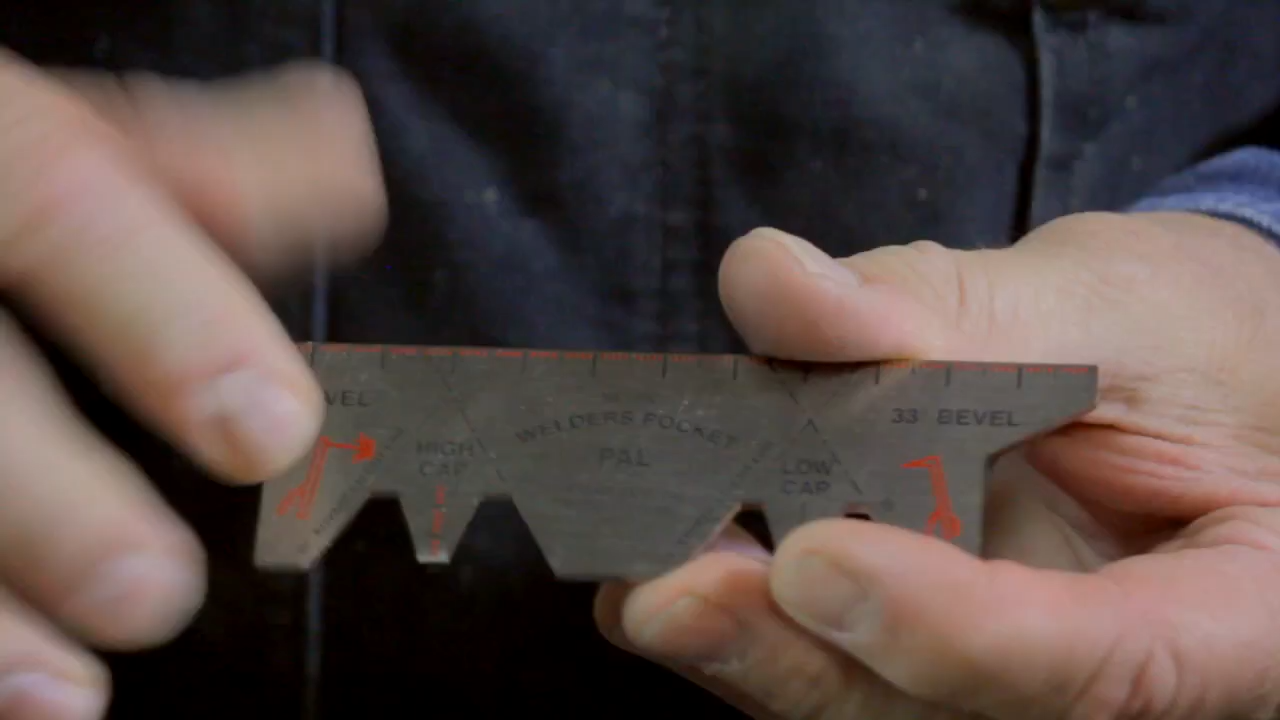 VEL
HIGH
CAP
WELDERS POCKET
PAL
LOW
CAP
33 BEVEL